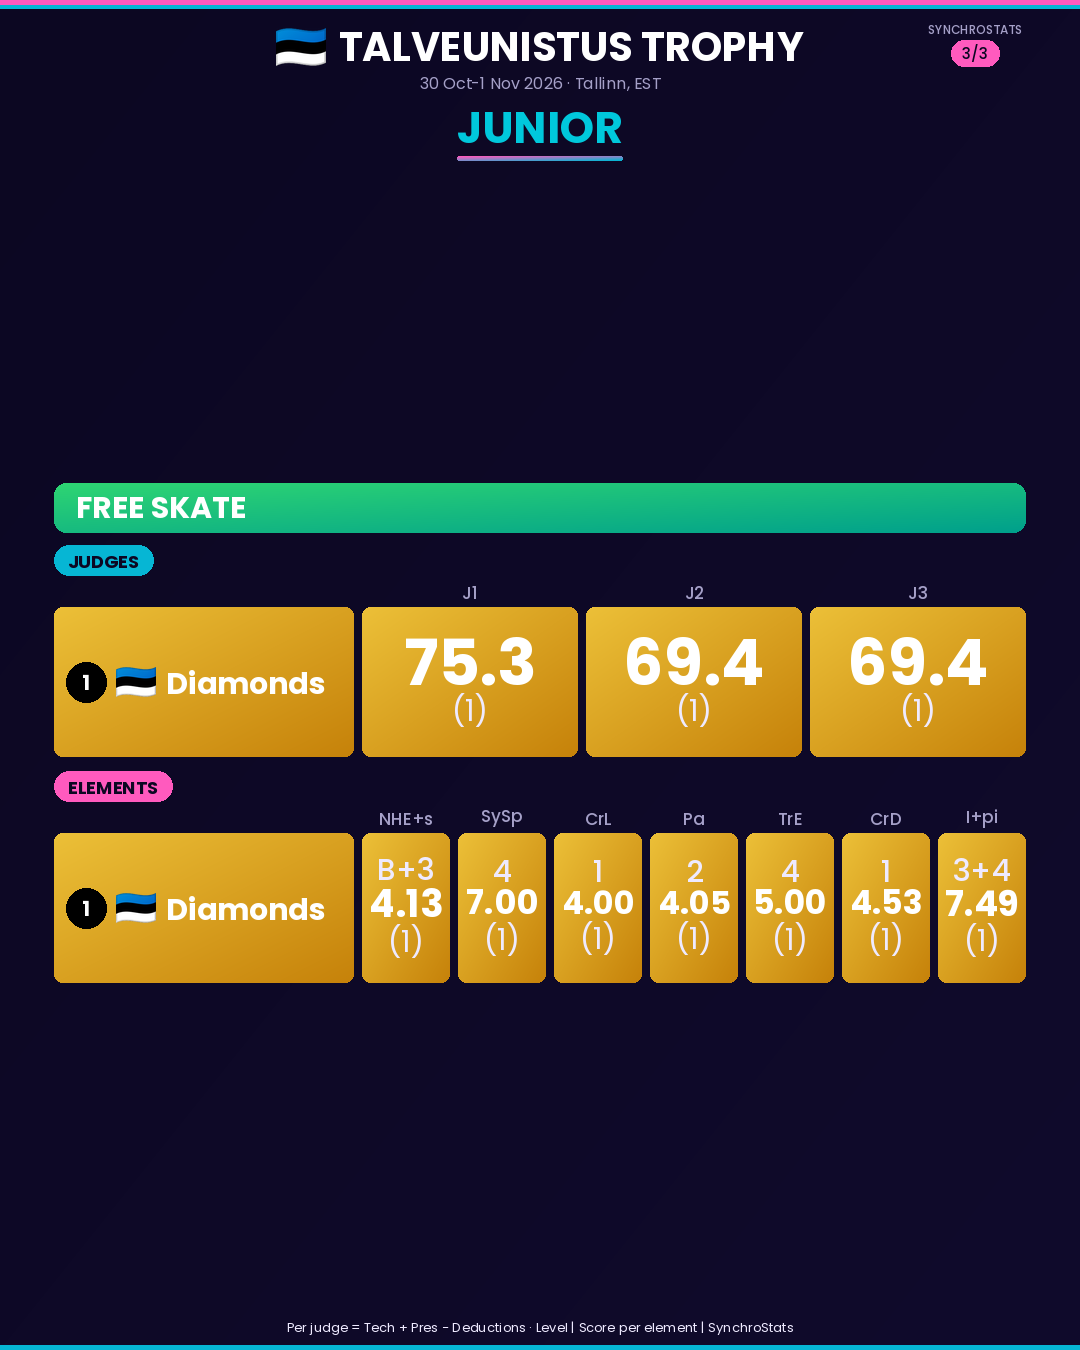 TALVEUNISTUS TROPHY
SYNCHROSTATS
3/3
30 Oct-1 Nov 2026 · Tallinn, EST
JUNIOR
FREE SKATE
JUDGES
J1 J2 J3
1 Diamonds 75.3 69.4 69.4
(1) (1) (1)
ELEMENTS
NHE+s SySp CrL Pa TrE CrD I+pi
B+3 4 1 2 4 1 3+4
1 Diamonds 4.13 7.00 4.00 4.05 5.00 4.53 7.49
(1) (1) (1) (1) (1) (1) (1)
Per judge = Tech + Pres - Deductions · Level | Score per element | SynchroStats